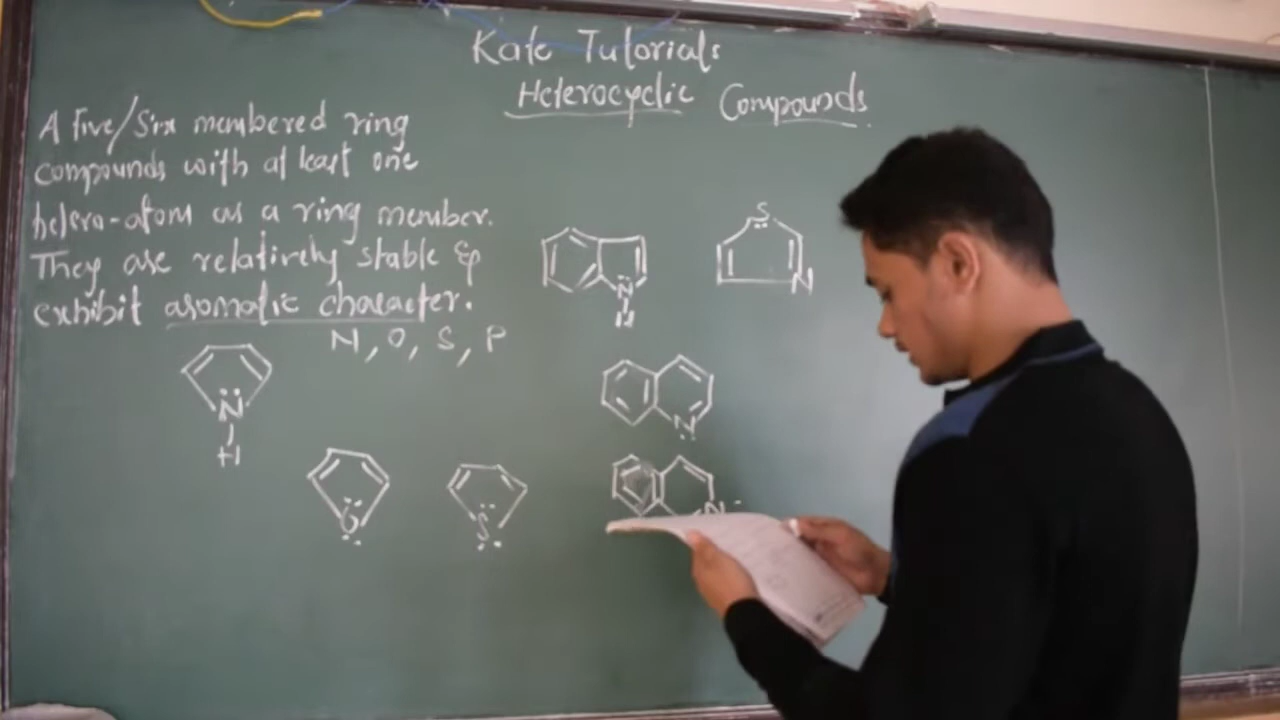 Kate Tutorials
Heterocyclic Compounds
A Five/Six membered ring
compounds with at least one
hetero-atom as a ring member.
They are relatively stable &
exhibit aromatic character.
N, O, S, P
S
N
H
N
N
H
N
N
O
S